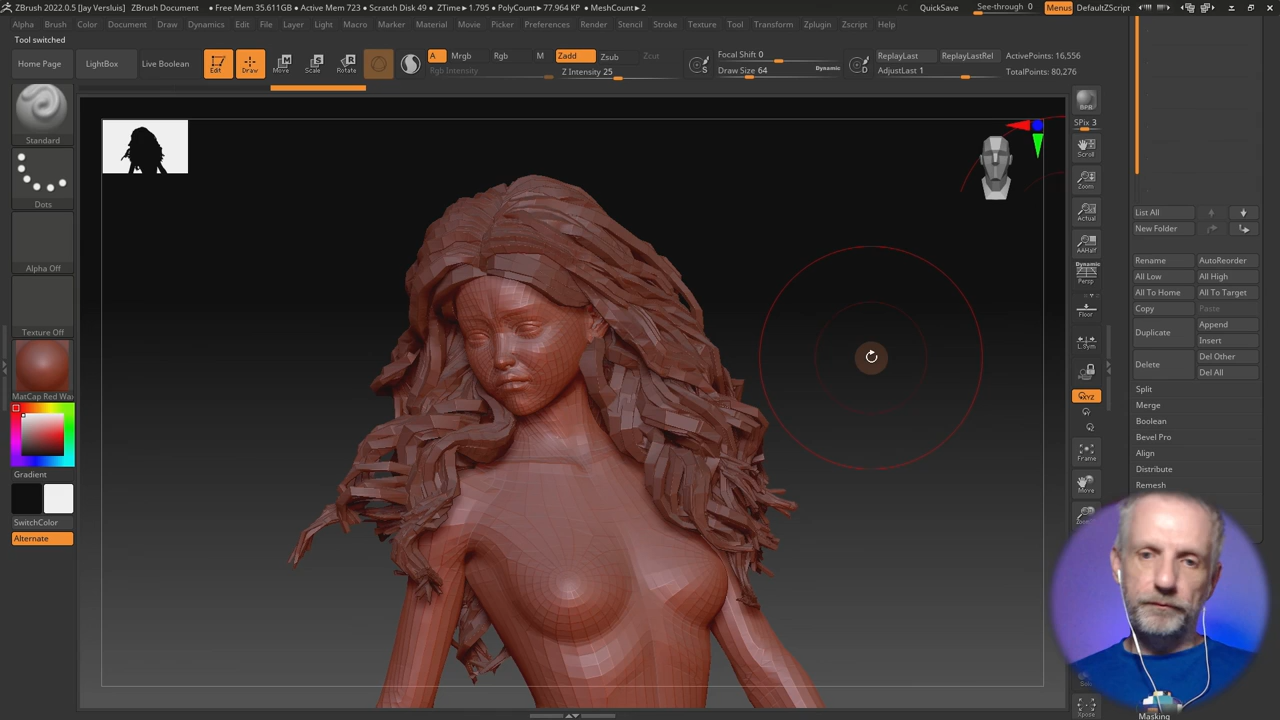 ZBrush 2022.0.5 [Jay Versluis] ZBrush Document ● Free Mem 35.611GB ● Active Mem 723 ● Scratch Disk 49 ● ZTime►1.795 ● PolyCount►77.964 KP ● MeshCount►2 AC QuickSave See-through 0 Menus DefaultZScript
Alpha Brush Color Document Draw Dynamics Edit File Layer Light Macro Marker Material Movie Picker Preferences Render Stencil Stroke Texture Tool Transform Zplugin Zscript Help
Tool switched
Home Page LightBox Live Boolean Edit Draw Move Scale Rotate A Mrgb Rgb M Zadd Zsub Zcut Focal Shift 0 ReplayLast ReplayLastRel ActivePoints: 16,556
Rgb Intensity Z Intensity 25 S Draw Size 64 Dynamic D AdjustLast 1 TotalPoints: 80,276
Standard
Dots
Alpha Off
Texture Off
MatCap Red Wa
Gradient
SwitchColor
Alternate
BPR
SPix 3
Scroll
Zoom
Actual
AAHalf
Dynamic
Persp
Floor
L.Sym
XYZ
Frame
Move
Xpose
List All
New Folder
Rename AutoReorder
All Low All High
All To Home All To Target
Copy Paste
Duplicate Append
Insert
Delete Del Other
Del All
Split
Merge
Boolean
Bevel Pro
Align
Distribute
Remesh
Masking